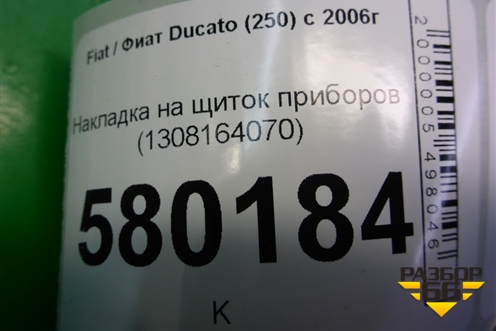 Fiat / Фиат Ducato (250) с 2006г
Накладка на щиток приборов
(1308164070)
580184
К
2000005498046
РАЗБОР
66